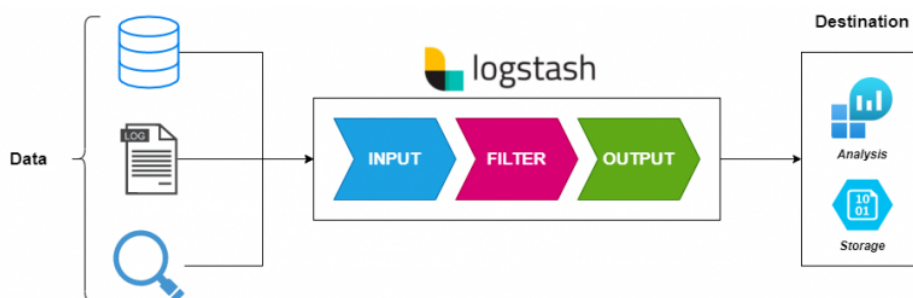 Destination
logstash
LOG
Data
INPUT
FILTER
OUTPUT
Analysis
10
01
Storage